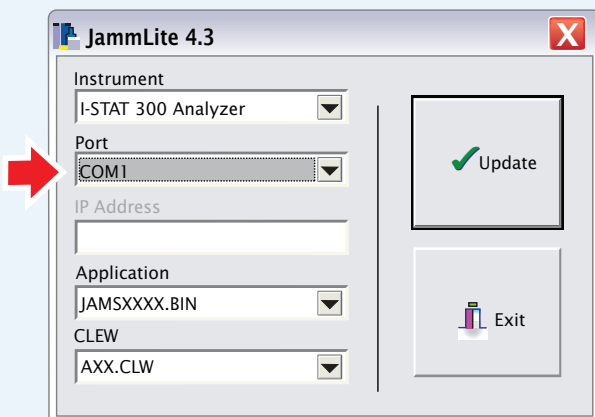 JammLite 4.3
Instrument
I-STAT 300 Analyzer
Port
COM1
IP Address
Application
JAMSXXXX.BIN
CLEW
AXX.CLW
Update
Exit